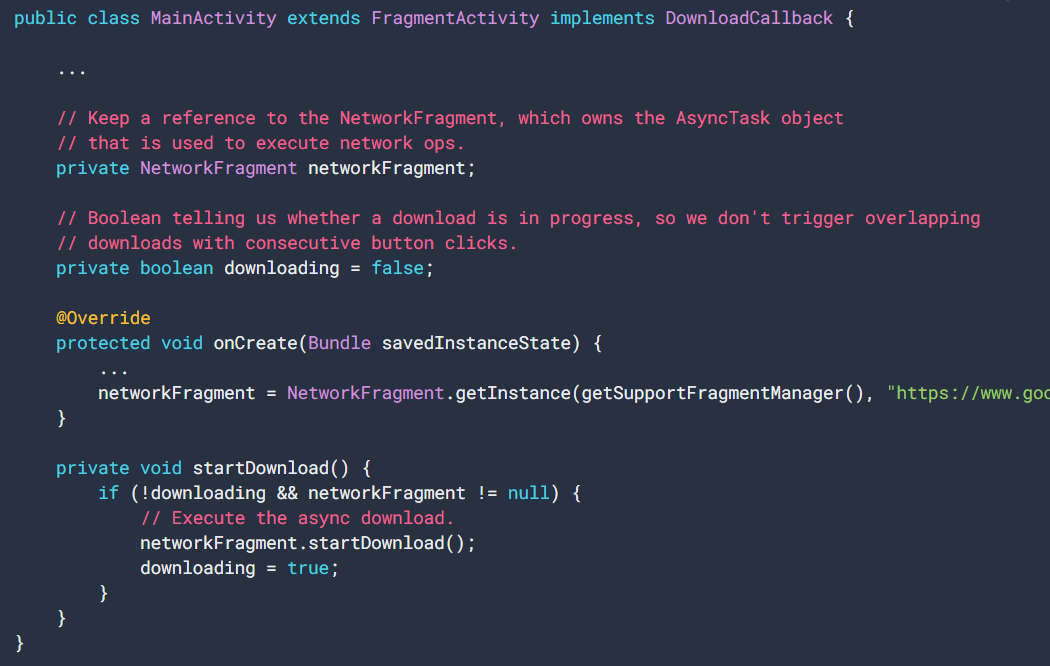 public class MainActivity extends FragmentActivity implements DownloadCallback {
...
// Keep a reference to the NetworkFragment, which owns the AsyncTask object
// that is used to execute network ops.
private NetworkFragment networkFragment;
// Boolean telling us whether a download is in progress, so we don't trigger overlapping
// downloads with consecutive button clicks.
private boolean downloading = false;
@Override
protected void onCreate(Bundle savedInstanceState) {
...
networkFragment = NetworkFragment.getInstance(getSupportFragmentManager(), "https://www.goo
}
private void startDownload() {
if (!downloading && networkFragment != null) {
// Execute the async download.
networkFragment.startDownload();
downloading = true;
}
}
}